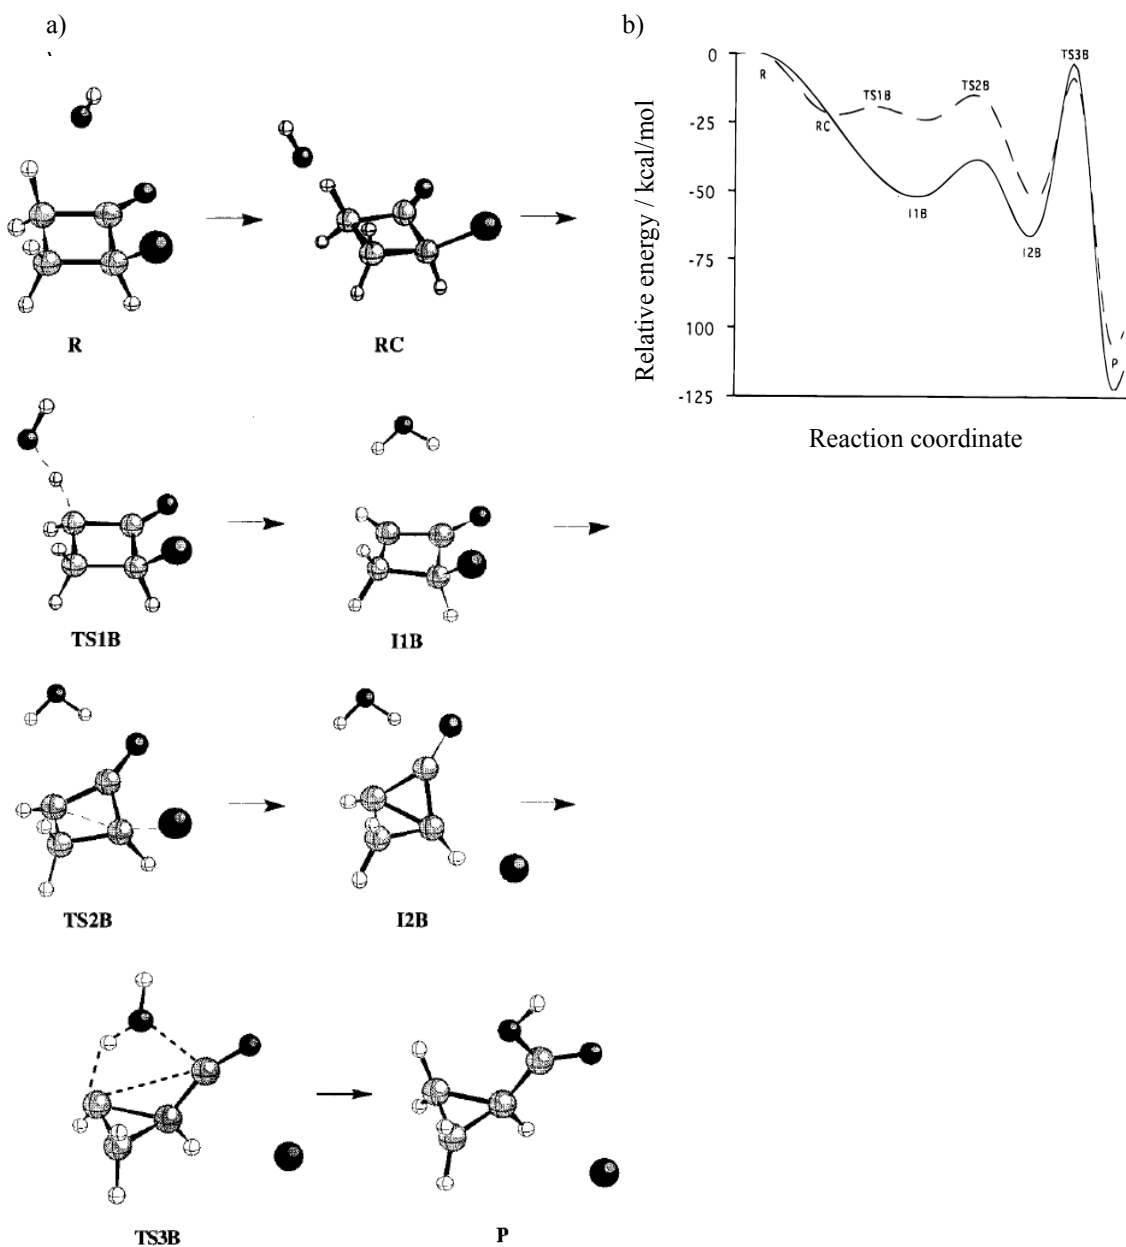 a)
b)
R
RC
TS1B
I1B
TS2B
I2B
TS3B
P
Relative energy / kcal/mol
0
-25
-50
-75
100
-125
R
RC
TS1B
I1B
TS2B
I2B
TS3B
P
Reaction coordinate